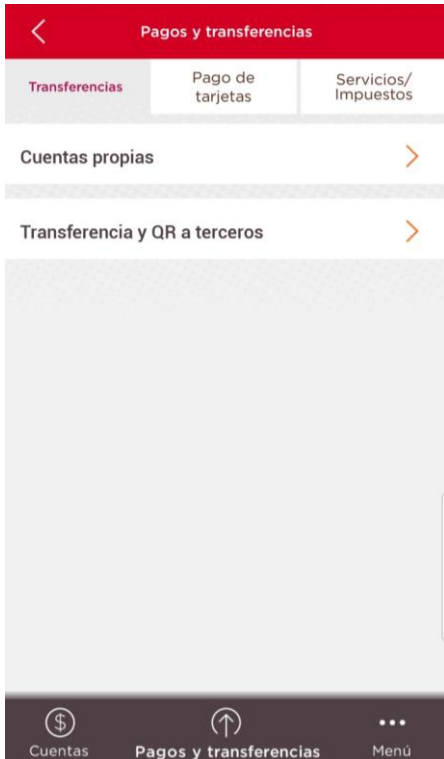 Pagos y transferencias
Transferencias
Pago de
tarjetas
Servicios/
Impuestos
Cuentas propias
Transferencia y QR a terceros
Cuentas
Pagos y transferencias
Menú